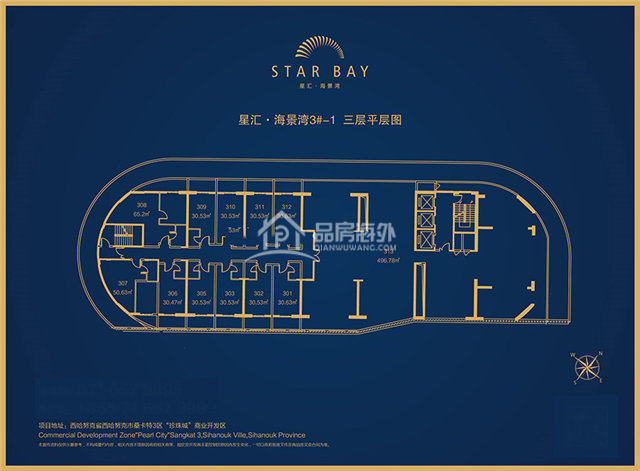 STAR BAY
星汇·海景湾
星汇·海景湾3#-1 三层平层图
308
65.2㎡
309
30.53㎡
310
30.53㎡
311
30.53㎡
312
品房海外
PINWUWANG.COM
496.78㎡
307
50.63㎡
306
30.47㎡
305
30.53㎡
303
30.53㎡
302
30.53㎡
301
30.63㎡
N
W
E
S
项目地址：西哈努克省西哈努克市桑卡特3区“珍珠城”商业开发区
Commercial Development Zone"Pearl City"Sangkat 3,Sihanouk Ville,Sihanouk Province